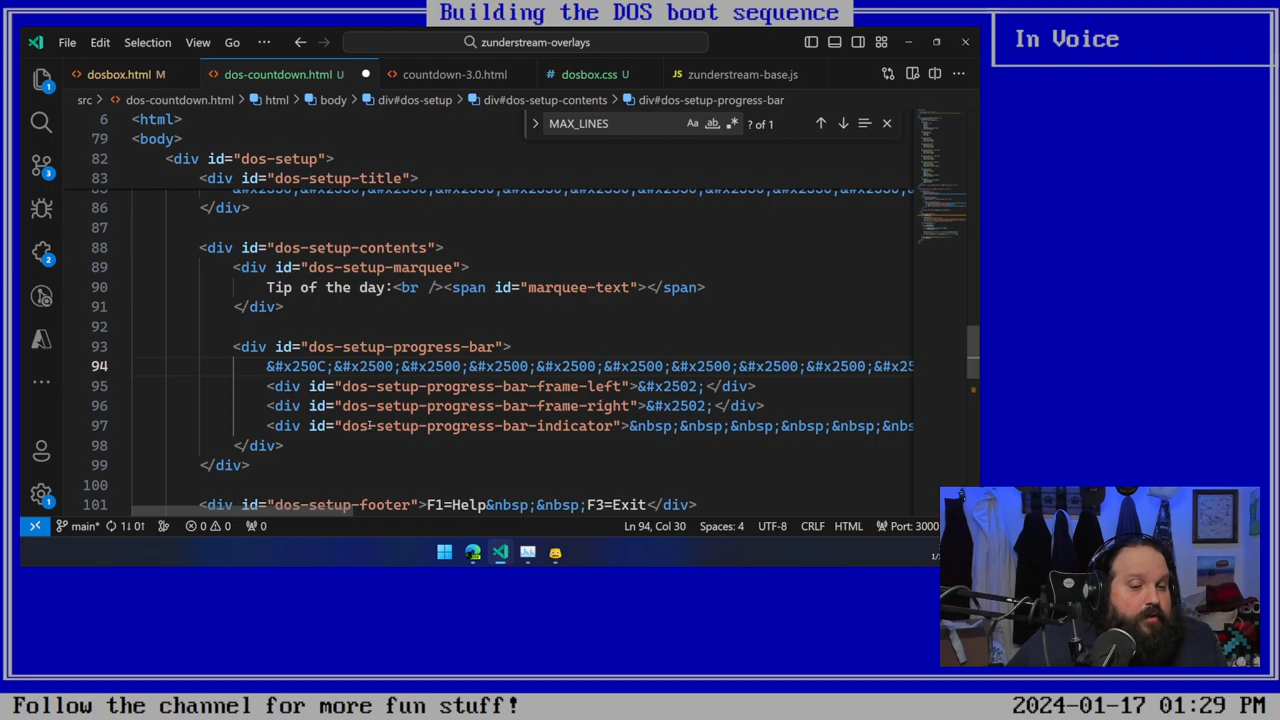 Building the DOS boot sequence
In Voice
File Edit Selection View Go ··· zunderstream-overlays
dosbox.html M dos-countdown.html U countdown-3.0.html dosbox.css U zunderstream-base.js
src > dos-countdown.html > html > body > div#dos-setup > div#dos-setup-contents > div#dos-setup-progress-bar
MAX_LINES Aa ab .* ? of 1
6 <html>
79 <body>
82 <div id="dos-setup">
83 <div id="dos-setup-title">
86 </div>
87
88 <div id="dos-setup-contents">
89 <div id="dos-setup-marquee">
90 Tip of the day:<br /><span id="marquee-text"></span>
91 </div>
92
93 <div id="dos-setup-progress-bar">
94 &#x250C;&#x2500;&#x2500;&#x2500;&#x2500;&#x2500;&#x2500;&#x2500;&#x2500;&#x25
95 <div id="dos-setup-progress-bar-frame-left">&#x2502;</div>
96 <div id="dos-setup-progress-bar-frame-right">&#x2502;</div>
97 <div id="dos-setup-progress-bar-indicator">&nbsp;&nbsp;&nbsp;&nbsp;&nbsp;&nbs
98 </div>
99 </div>
100
101 <div id="dos-setup-footer">F1=Help&nbsp;&nbsp;F3=Exit</div>
main* 1↓ 0↑ 0 0 0 Ln 94, Col 30 Spaces: 4 UTF-8 CRLF HTML Port: 3000
Follow the channel for more fun stuff!
2024-01-17 01:29 PM